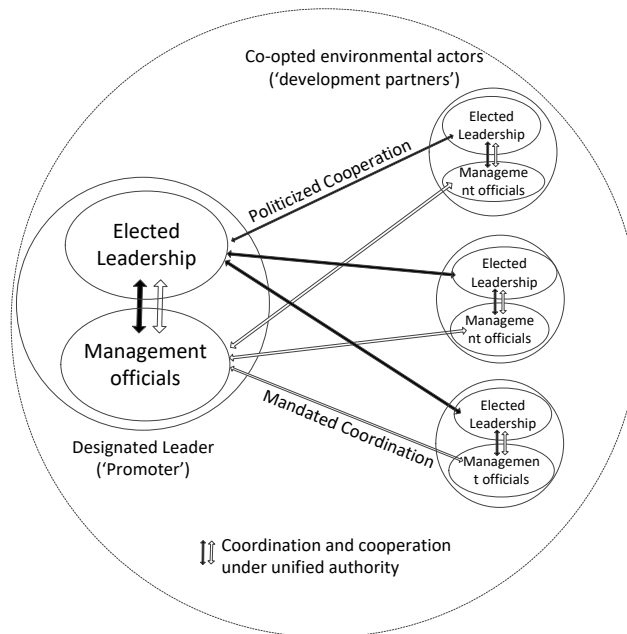 Co-opted environmental actors
(‘development partners’)
Elected
Leadership
Manageme
nt officials
Politicized Cooperation
Elected
Leadership
Management
officials
Elected
Leadership
Manageme
nt officials
Elected
Leadership
Managemen
t officials
Mandated Coordination
Designated Leader
(‘Promoter’)
Coordination and cooperation
under unified authority